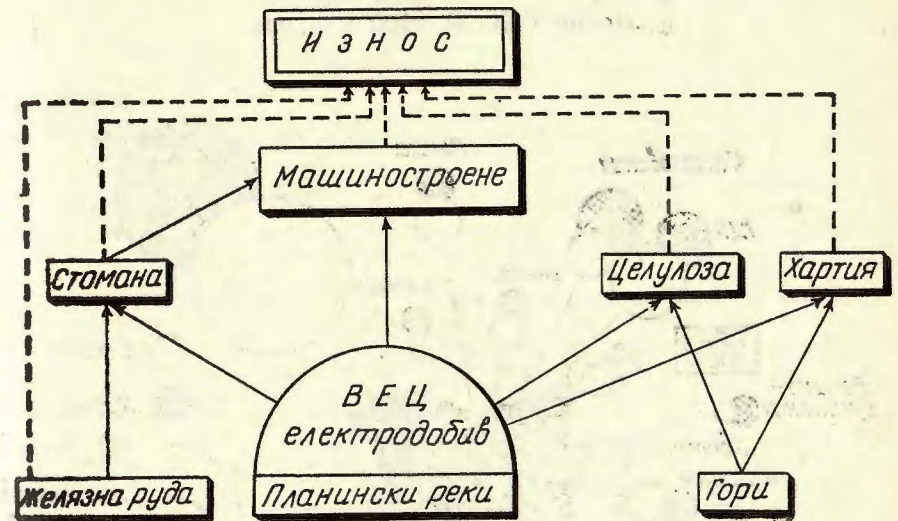 Износ
Машиностроене
Стомана
Целулоза
Хартия
ВЕЦ
електродобив
Планински реки
Желязна руда
Гори